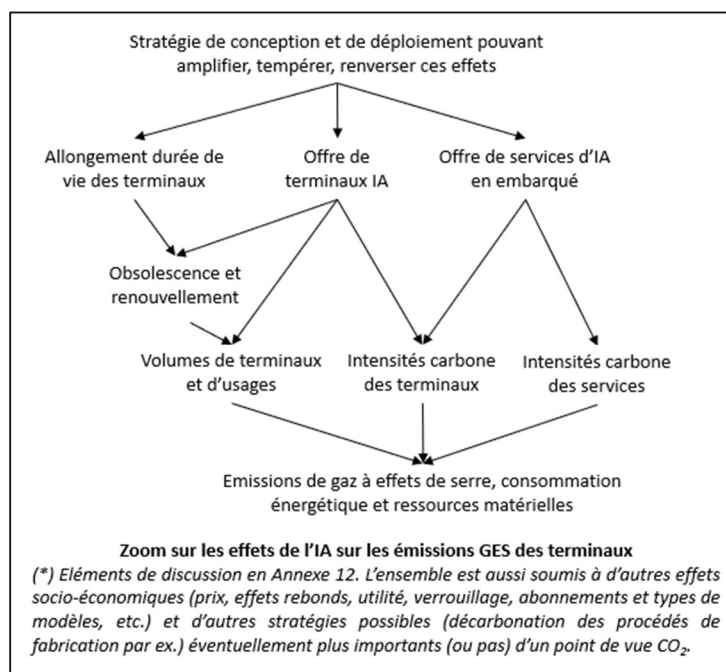 Stratégie de conception et de déploiement pouvant
amplifier, tempérer, renverser ces effets
Allongement durée de
vie des terminaux
Offre de
terminaux IA
Offre de services d'IA
en embarqué
Obsolescence et
renouvellement
Volumes de terminaux
et d'usages
Intensités carbone
des terminaux
Intensités carbone
des services
Emissions de gaz à effets de serre, consommation
énergétique et ressources matérielles
Zoom sur les effets de l'IA sur les émissions GES des terminaux
(*) Eléments de discussion en Annexe 12. L'ensemble est aussi soumis à d'autres effets
socio-économiques (prix, effets rebonds, utilité, verrouillage, abonnements et types de
modèles, etc.) et d'autres stratégies possibles (décarbonation des procédés de
fabrication par ex.) éventuellement plus importants (ou pas) d'un point de vue CO₂.